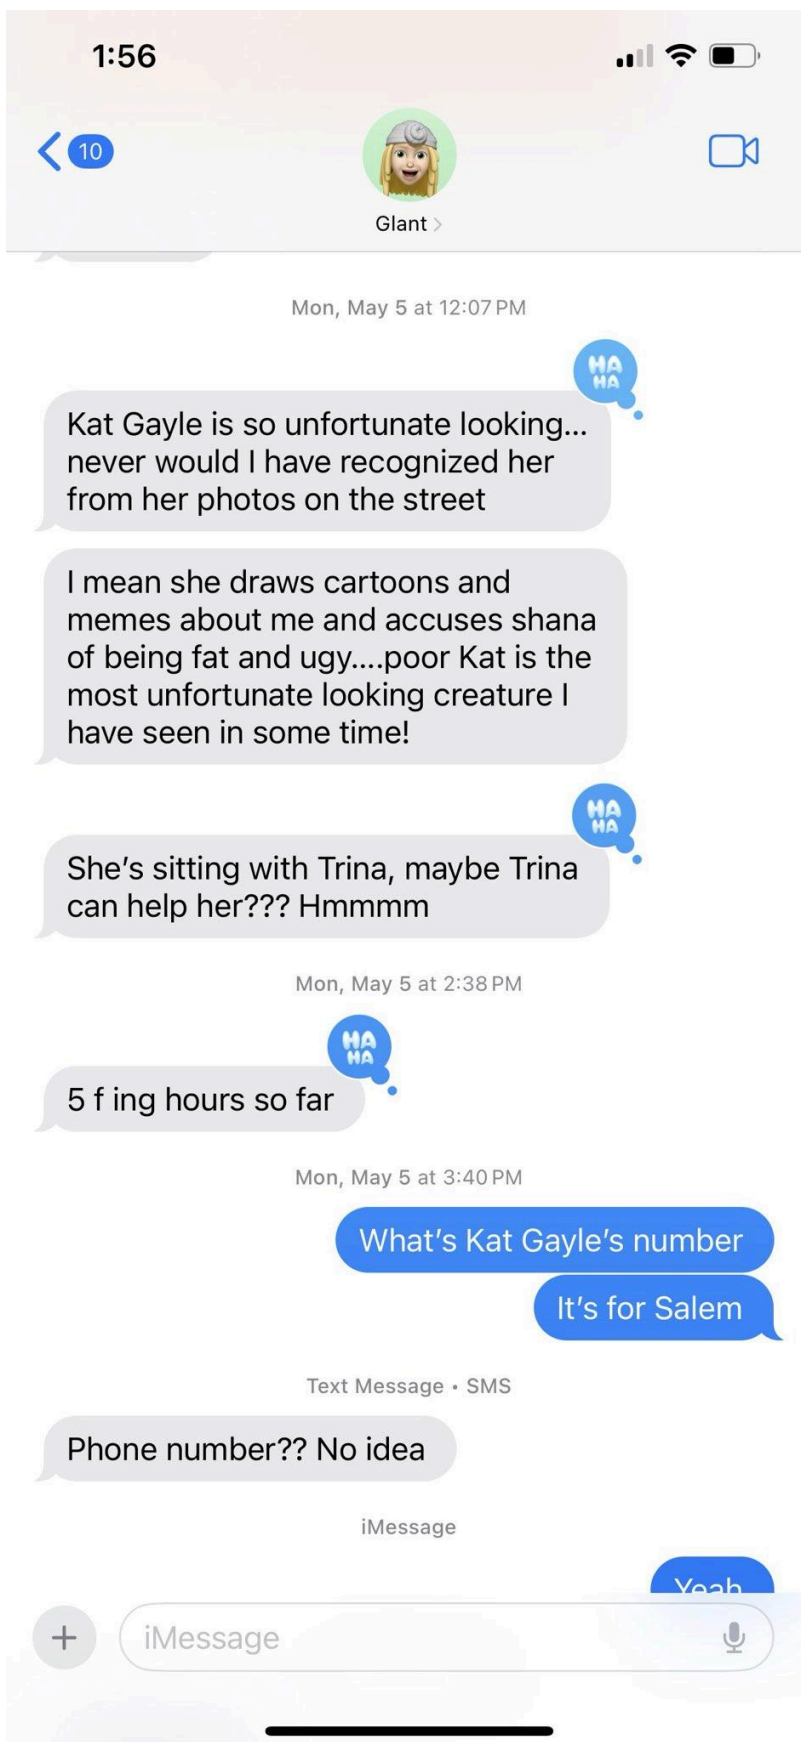 1:56
10
Glant
Mon, May 5 at 12:07 PM
HA
HA
Kat Gayle is so unfortunate looking...
never would I have recognized her
from her photos on the street
I mean she draws cartoons and
memes about me and accuses shana
of being fat and ugy....poor Kat is the
most unfortunate looking creature I
have seen in some time!
HA
HA
She's sitting with Trina, maybe Trina
can help her??? Hmmmm
Mon, May 5 at 2:38 PM
HA
HA
5 f ing hours so far
Mon, May 5 at 3:40 PM
What's Kat Gayle's number
It's for Salem
Text Message • SMS
Phone number?? No idea
iMessage
Yeah
iMessage